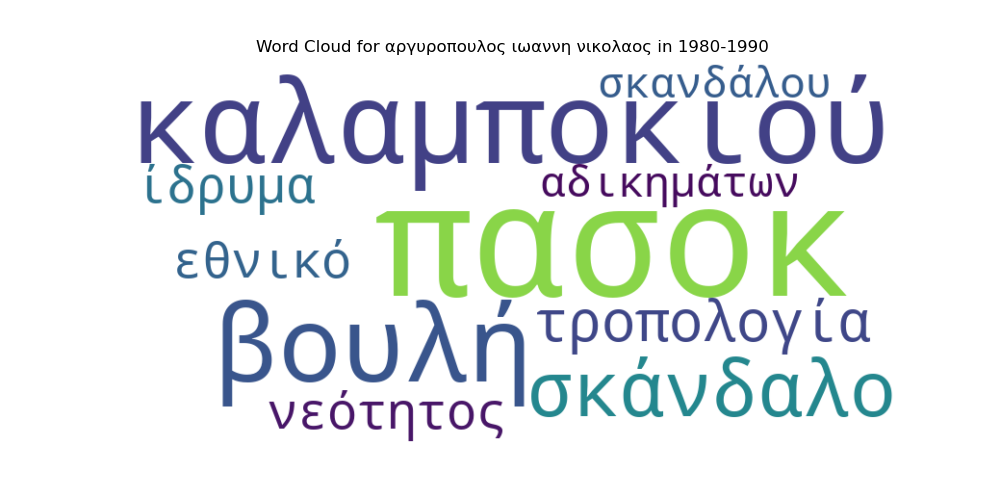 Word Cloud for αργυροπουλος ιωαννη νικολαος in 1980-1990
σκανδάλου
καλαμποκιού
ίδρυμα
αδικημάτων
πασοκ
εθνικό
βουλή
τροπολογία
σκάνδαλο
νεότητος